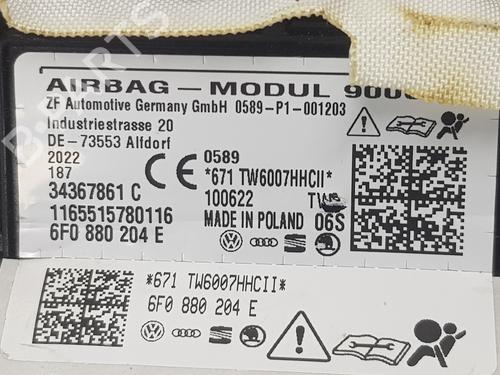 AIRBAG - MODUL
ZF Automotive Germany GmbH 0589-P1-001203
Industriestrasse 20
DE-73553 Alfdorf
2022
187
CE 0589
*671 TW6007HHCII*
34367861 C
100622
1165515780116
MADE IN POLAND 06S
6F0 880 204 E
*671 TW6007HHCII*
6F0 880 204 E